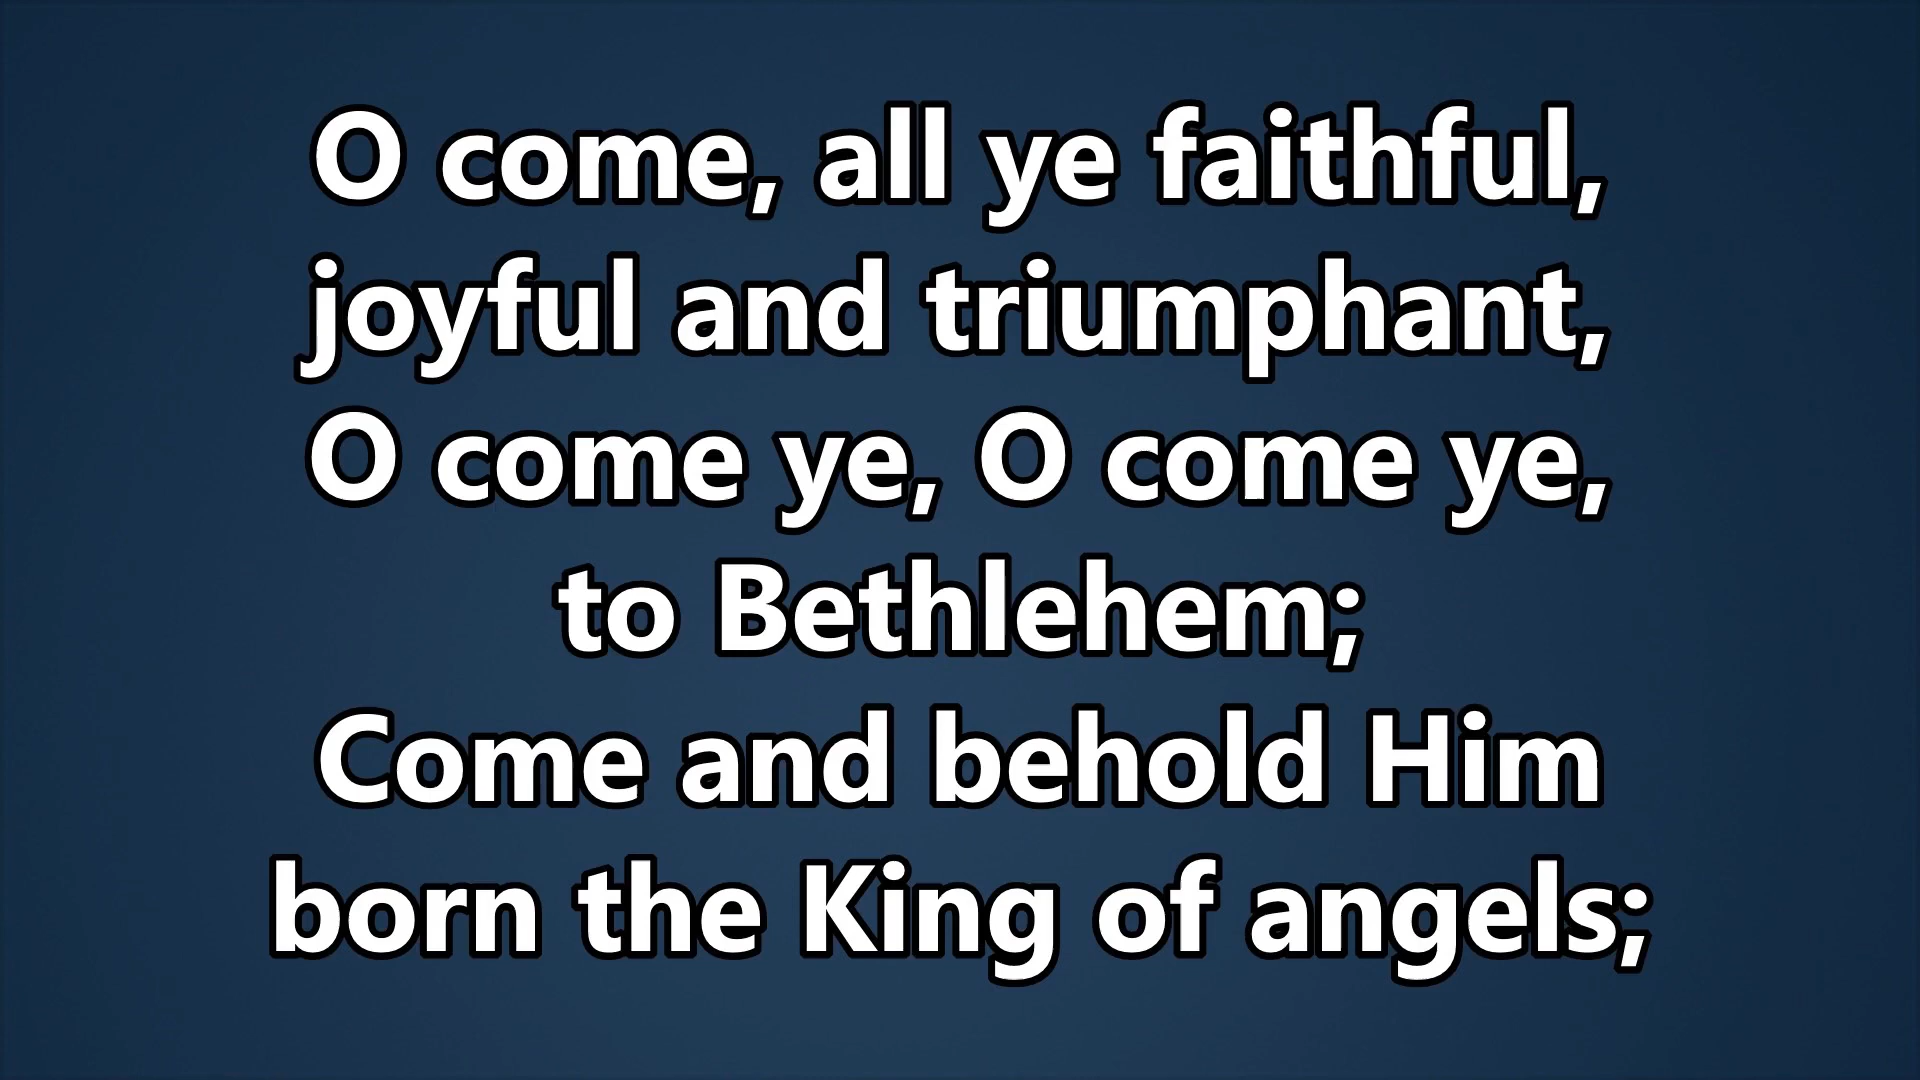 O come, all ye faithful,
joyful and triumphant,
O come ye, O come ye,
to Bethlehem;
Come and behold Him
born the King of angels;